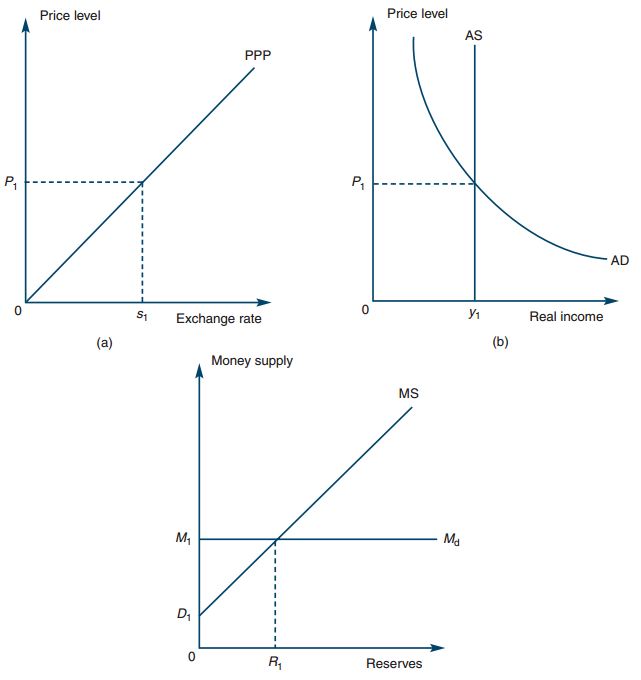 Price level
PPP
P1
0
s1
Exchange rate
(a)
Price level
AS
P1
AD
0
y1
Real income
(b)
Money supply
MS
M1
Md
D1
0
R1
Reserves